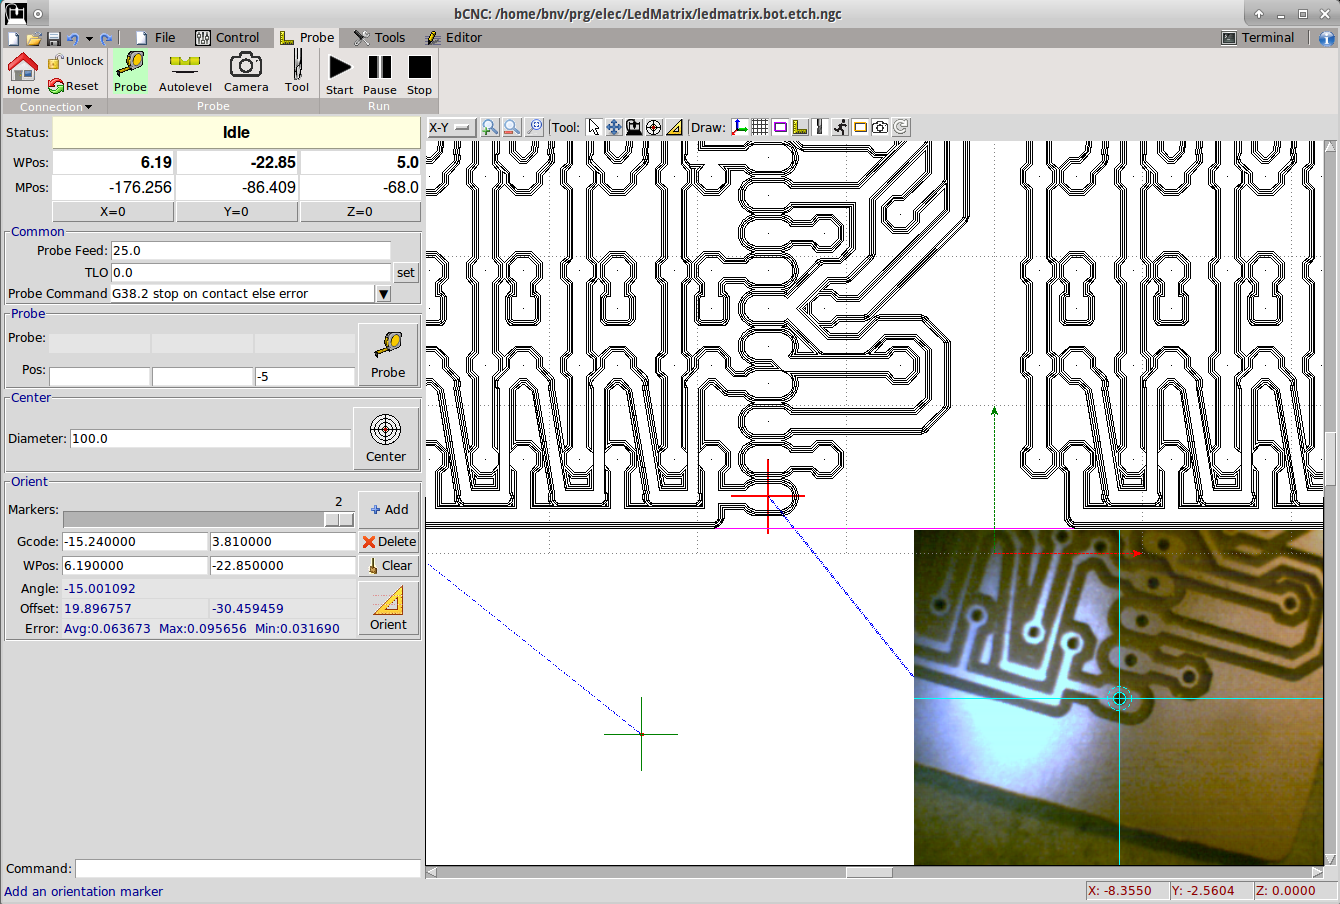 bCNC: /home/bnv/prg/elec/LedMatrix/ledmatrix.bot.etch.ngc
File Control Probe Tools Editor Terminal
Home Unlock Reset Probe Autolevel Camera Tool Start Pause Stop
Connection Probe Run
Status: Idle
WPos: 6.19 -22.85 5.0
MPos: -176.256 -86.409 -68.0
X=0 Y=0 Z=0
Common
Probe Feed: 25.0
TLO 0.0 set
Probe Command G38.2 stop on contact else error
Probe
Probe:
Pos: -5
Probe
Center
Diameter: 100.0
Center
Orient
Markers: 2 Add
Gcode: -15.240000 3.810000 Delete
WPos: 6.190000 -22.850000 Clear
Angle: -15.001092
Offset: 19.896757 -30.459459
Error: Avg:0.063673 Max:0.095656 Min:0.031690
Orient
X-Y Tool: Draw:
Command:
Add an orientation marker
X: -8.3550 Y: -2.5604 Z: 0.0000